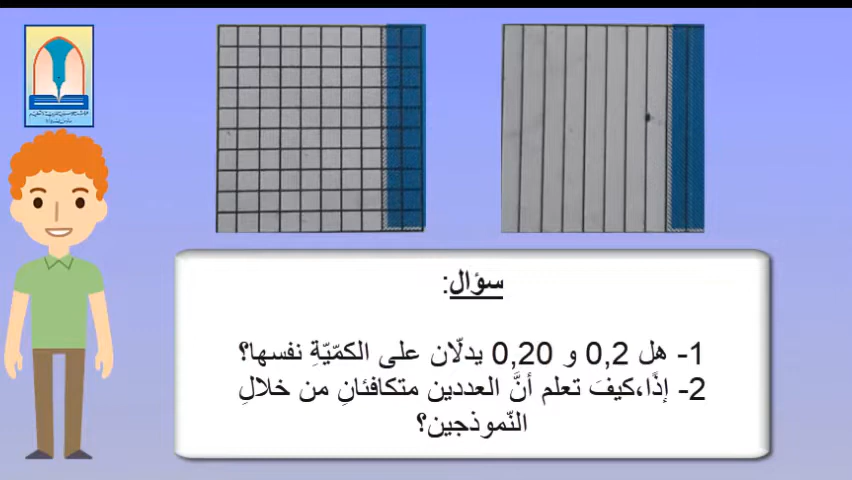 سؤال:
1- هل 0,2 و 0,20 يدلّان على الكمّيّةِ نفسها؟
2- إذًا،كيفَ تعلم أنَّ العددين متكافئانِ من خلالِ
النّموذجين؟